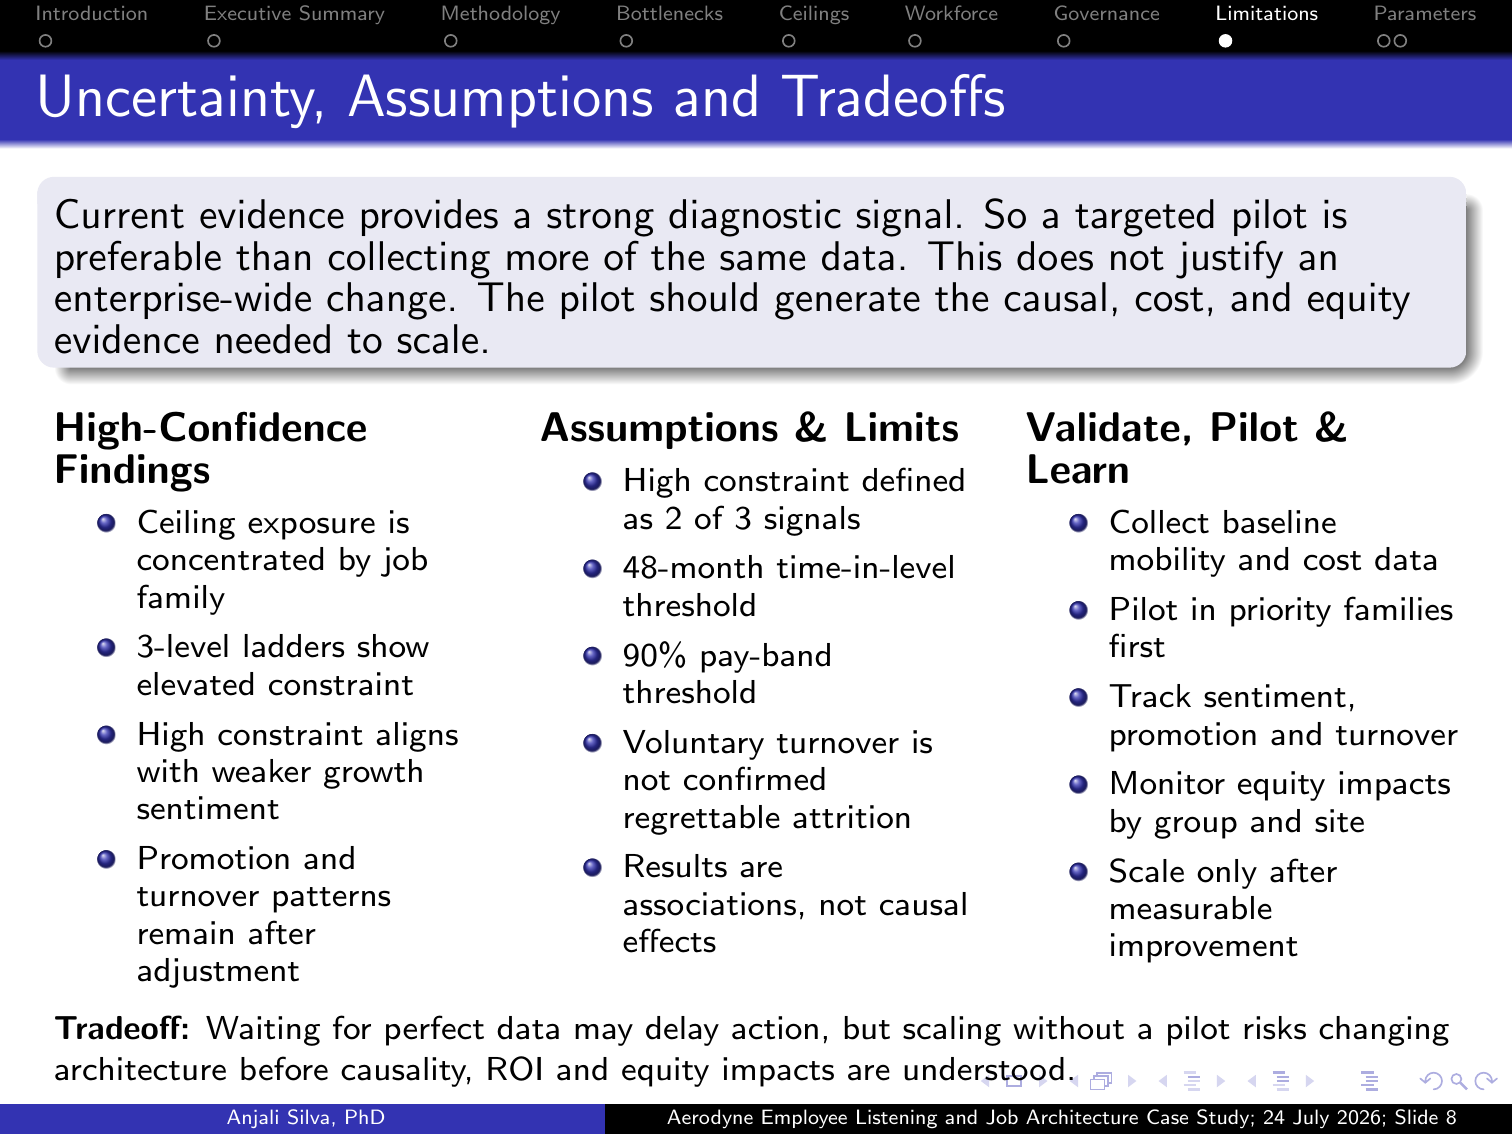 Introduction Executive Summary Methodology Bottlenecks Ceilings Workforce Governance Limitations Parameters
Uncertainty, Assumptions and Tradeoffs
Current evidence provides a strong diagnostic signal. So a targeted pilot is
preferable than collecting more of the same data. This does not justify an
enterprise-wide change. The pilot should generate the causal, cost, and equity
evidence needed to scale.
High-Confidence
Findings
Ceiling exposure is
concentrated by job
family
3-level ladders show
elevated constraint
High constraint aligns
with weaker growth
sentiment
Promotion and
turnover patterns
remain after
adjustment
Assumptions & Limits
High constraint defined
as 2 of 3 signals
48-month time-in-level
threshold
90% pay-band
threshold
Voluntary turnover is
not confirmed
regrettable attrition
Results are
associations, not causal
effects
Validate, Pilot &
Learn
Collect baseline
mobility and cost data
Pilot in priority families
first
Track sentiment,
promotion and turnover
Monitor equity impacts
by group and site
Scale only after
measurable
improvement
Tradeoff: Waiting for perfect data may delay action, but scaling without a pilot risks changing
architecture before causality, ROI and equity impacts are understood.
Anjali Silva, PhD
Aerodyne Employee Listening and Job Architecture Case Study; 24 July 2026; Slide 8